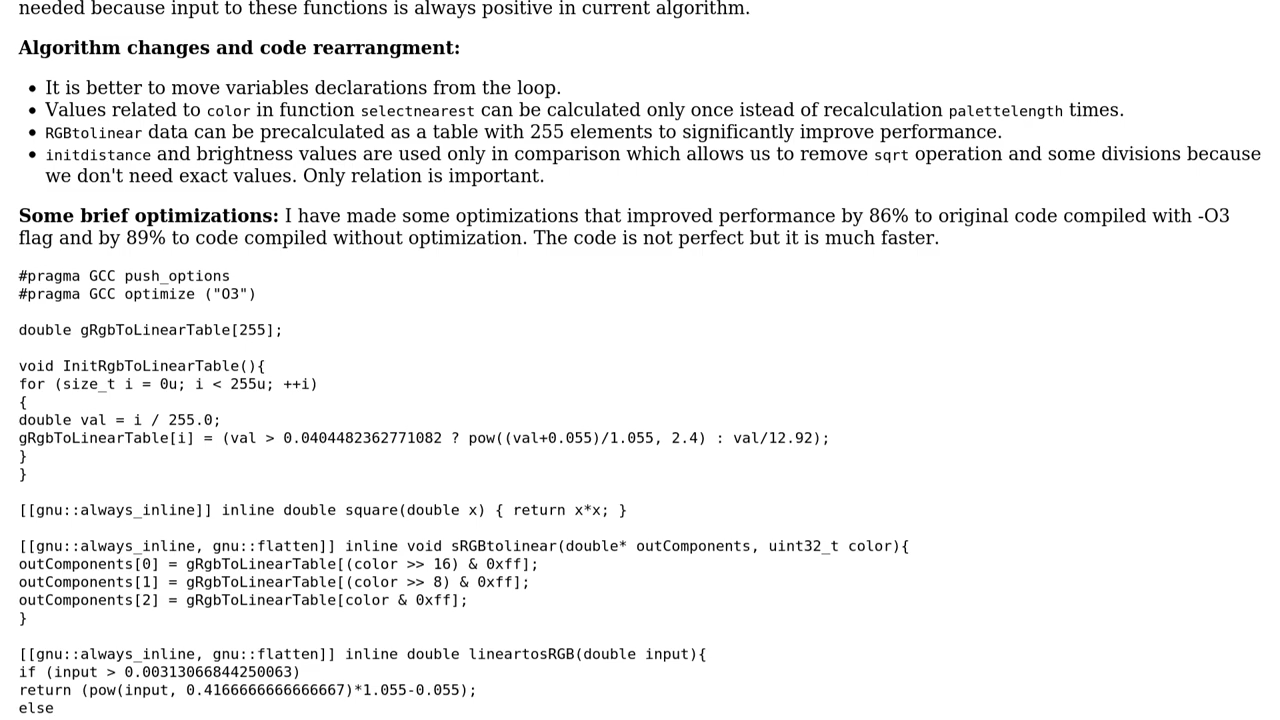 needed because input to these functions is always positive in current algorithm.
Algorithm changes and code rearrangment:
• It is better to move variables declarations from the loop.
• Values related to color in function selectnearest can be calculated only once istead of recalculation palettelength times.
• RGBtolinear data can be precalculated as a table with 255 elements to significantly improve performance.
• initdistance and brightness values are used only in comparison which allows us to remove sqrt operation and some divisions because
we don't need exact values. Only relation is important.
Some brief optimizations: I have made some optimizations that improved performance by 86% to original code compiled with -O3
flag and by 89% to code compiled without optimization. The code is not perfect but it is much faster.
#pragma GCC push_options
#pragma GCC optimize ("O3")
double gRgbToLinearTable[255];
void InitRgbToLinearTable(){
for (size_t i = 0u; i < 255u; ++i)
{
double val = i / 255.0;
gRgbToLinearTable[i] = (val > 0.0404482362771082 ? pow((val+0.055)/1.055, 2.4) : val/12.92);
}
}
[[gnu::always_inline]] inline double square(double x) { return x*x; }
[[gnu::always_inline, gnu::flatten]] inline void sRGBtolinear(double* outComponents, uint32_t color){
outComponents[0] = gRgbToLinearTable[(color >> 16) & 0xff];
outComponents[1] = gRgbToLinearTable[(color >> 8) & 0xff];
outComponents[2] = gRgbToLinearTable[color & 0xff];
}
[[gnu::always_inline, gnu::flatten]] inline double lineartosRGB(double input){
if (input > 0.00313066844250063)
return (pow(input, 0.4166666666666667)*1.055-0.055);
else